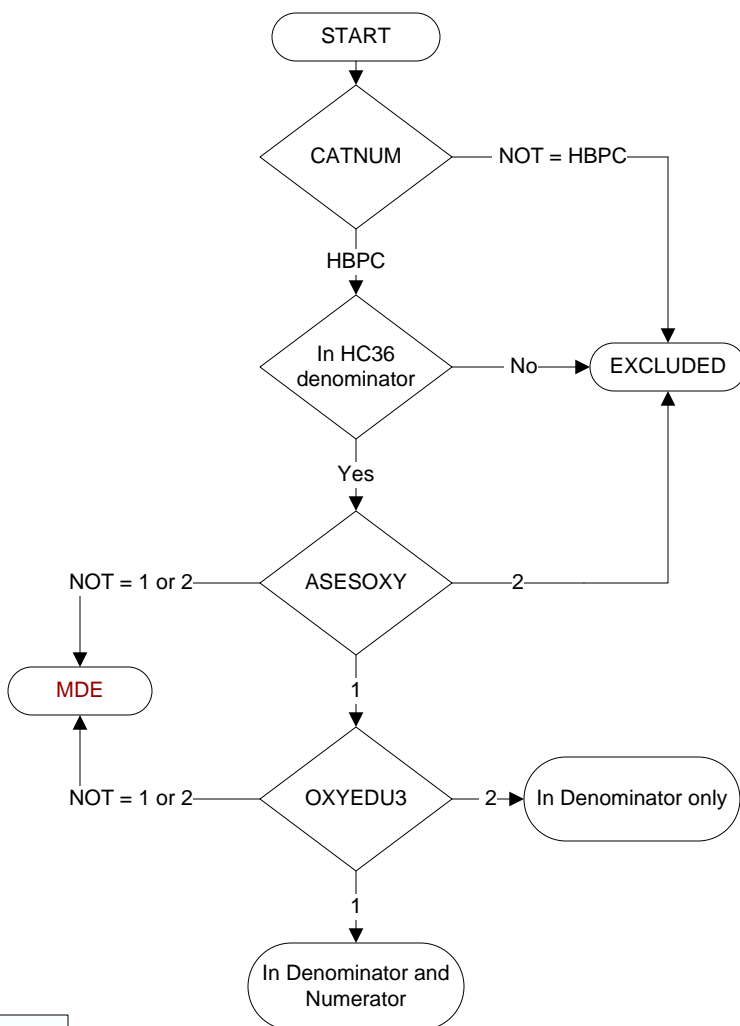 START
CATNUM
NOT = HBPC
HBPC
In HC36
denominator
No
EXCLUDED
Yes
NOT = 1 or 2
ASESOXY
2
MDE
1
NOT = 1 or 2
OXYEDU3
2
In Denominator only
1
In Denominator and
Numerator